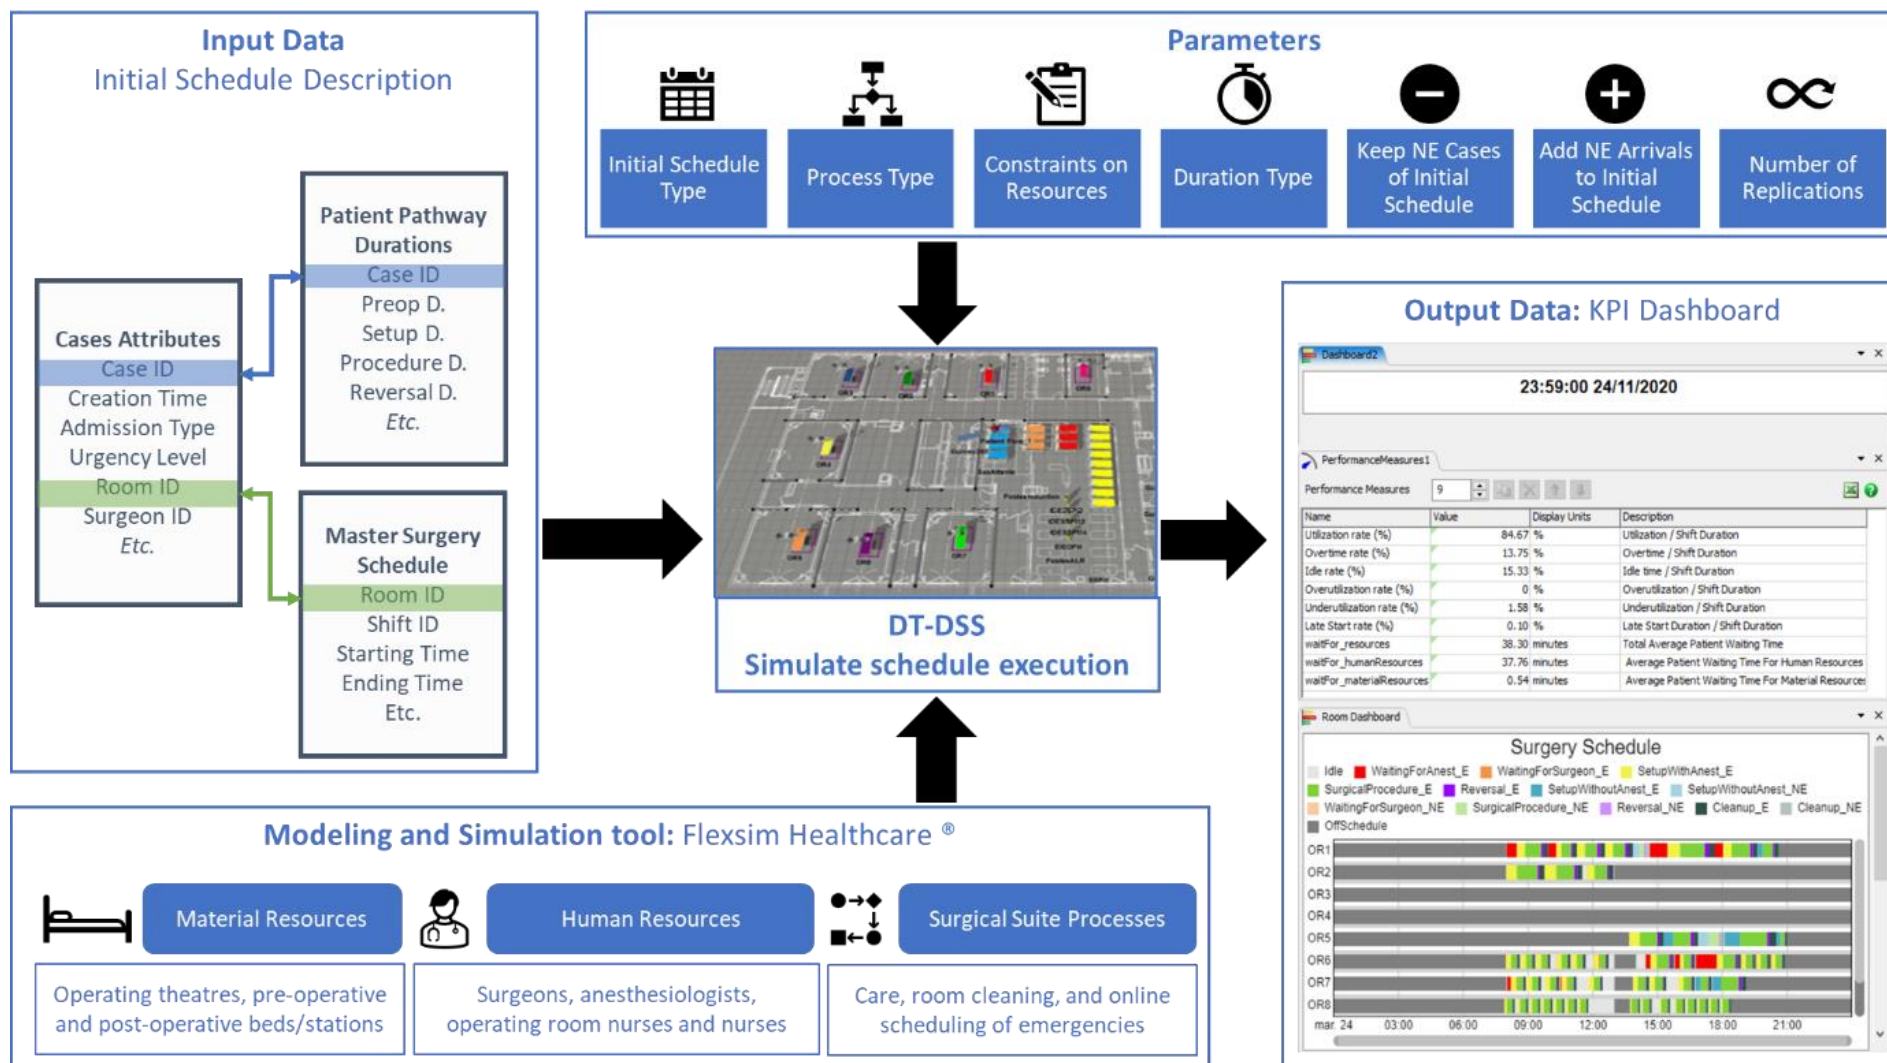 Input Data
Initial Schedule Description
Cases Attributes
Case ID
Creation Time
Admission Type
Urgency Level
Room ID
Surgeon ID
Etc.
Patient Pathway
Durations
Case ID
Preop D.
Setup D.
Procedure D.
Reversal D.
Etc.
Master Surgery
Schedule
Room ID
Shift ID
Starting Time
Ending Time
Etc.
Parameters
Initial Schedule
Type
Process Type
Constraints on
Resources
Duration Type
Keep NE Cases
of Initial
Schedule
Add NE Arrivals
to Initial
Schedule
Number of
Replications
DT-DSS
Simulate schedule execution
Modeling and Simulation tool: Flexsim Healthcare ®
Material Resources
Operating theatres, pre-operative
and post-operative beds/stations
Human Resources
Surgeons, anesthesiologists,
operating room nurses and nurses
Surgical Suite Processes
Care, room cleaning, and online
scheduling of emergencies
Output Data: KPI Dashboard
Dashboard2
23:59:00 24/11/2020
PerformanceMeasures1
Performance Measures 9
Name Value Display Units Description
Utilization rate (%) 84.67 % Utilization / Shift Duration
Overtime rate (%) 13.75 % Overtime / Shift Duration
Idle rate (%) 15.33 % Idle time / Shift Duration
Overutilization rate (%) 0 % Overutilization / Shift Duration
Underutilization rate (%) 1.58 % Underutilization / Shift Duration
Late Start rate (%) 0.10 % Late Start Duration / Shift Duration
waitFor_resources 38.30 minutes Total Average Patient Waiting Time
waitFor_humanResources 37.76 minutes Average Patient Waiting Time For Human Resources
waitFor_materialResources 0.54 minutes Average Patient Waiting Time For Material Resources
Room Dashboard
Surgery Schedule
Idle WaitingForAnest_E WaitingForSurgeon_E SetupWithAnest_E
SurgicalProcedure_E Reversal_E SetupWithoutAnest_E SetupWithoutAnest_NE
WaitingForSurgeon_NE SurgicalProcedure_NE Reversal_NE Cleanup_E Cleanup_NE
OffSchedule
OR1
OR2
OR3
OR4
OR5
OR6
OR7
OR8
mar. 24 03:00 06:00 09:00 12:00 15:00 18:00 21:00